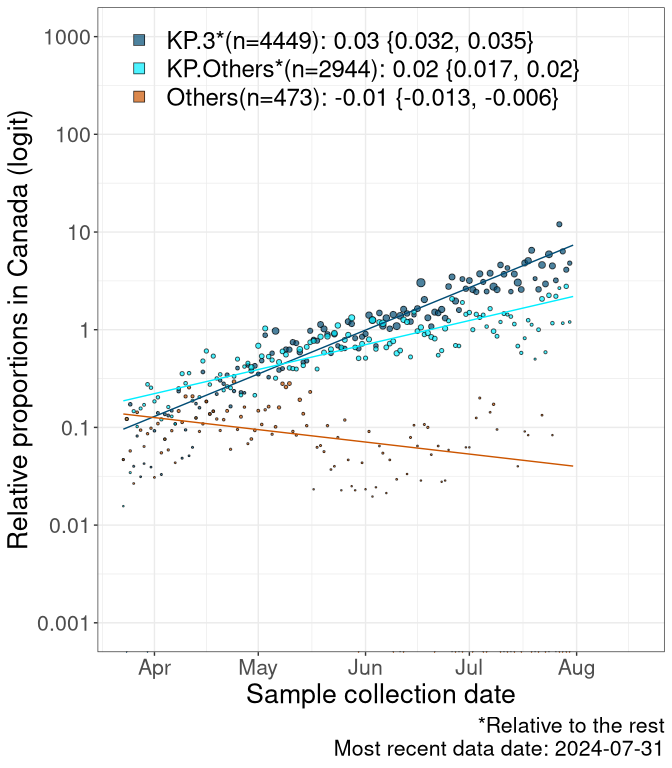 KP.3*(n=4449): 0.03 {0.032, 0.035}
KP.Others*(n=2944): 0.02 {0.017, 0.02}
Others(n=473): -0.01 {-0.013, -0.006}
Relative proportions in Canada (logit)
1000
100
10
1
0.1
0.01
0.001
Apr May Jun Jul Aug
Sample collection date
*Relative to the rest
Most recent data date: 2024-07-31